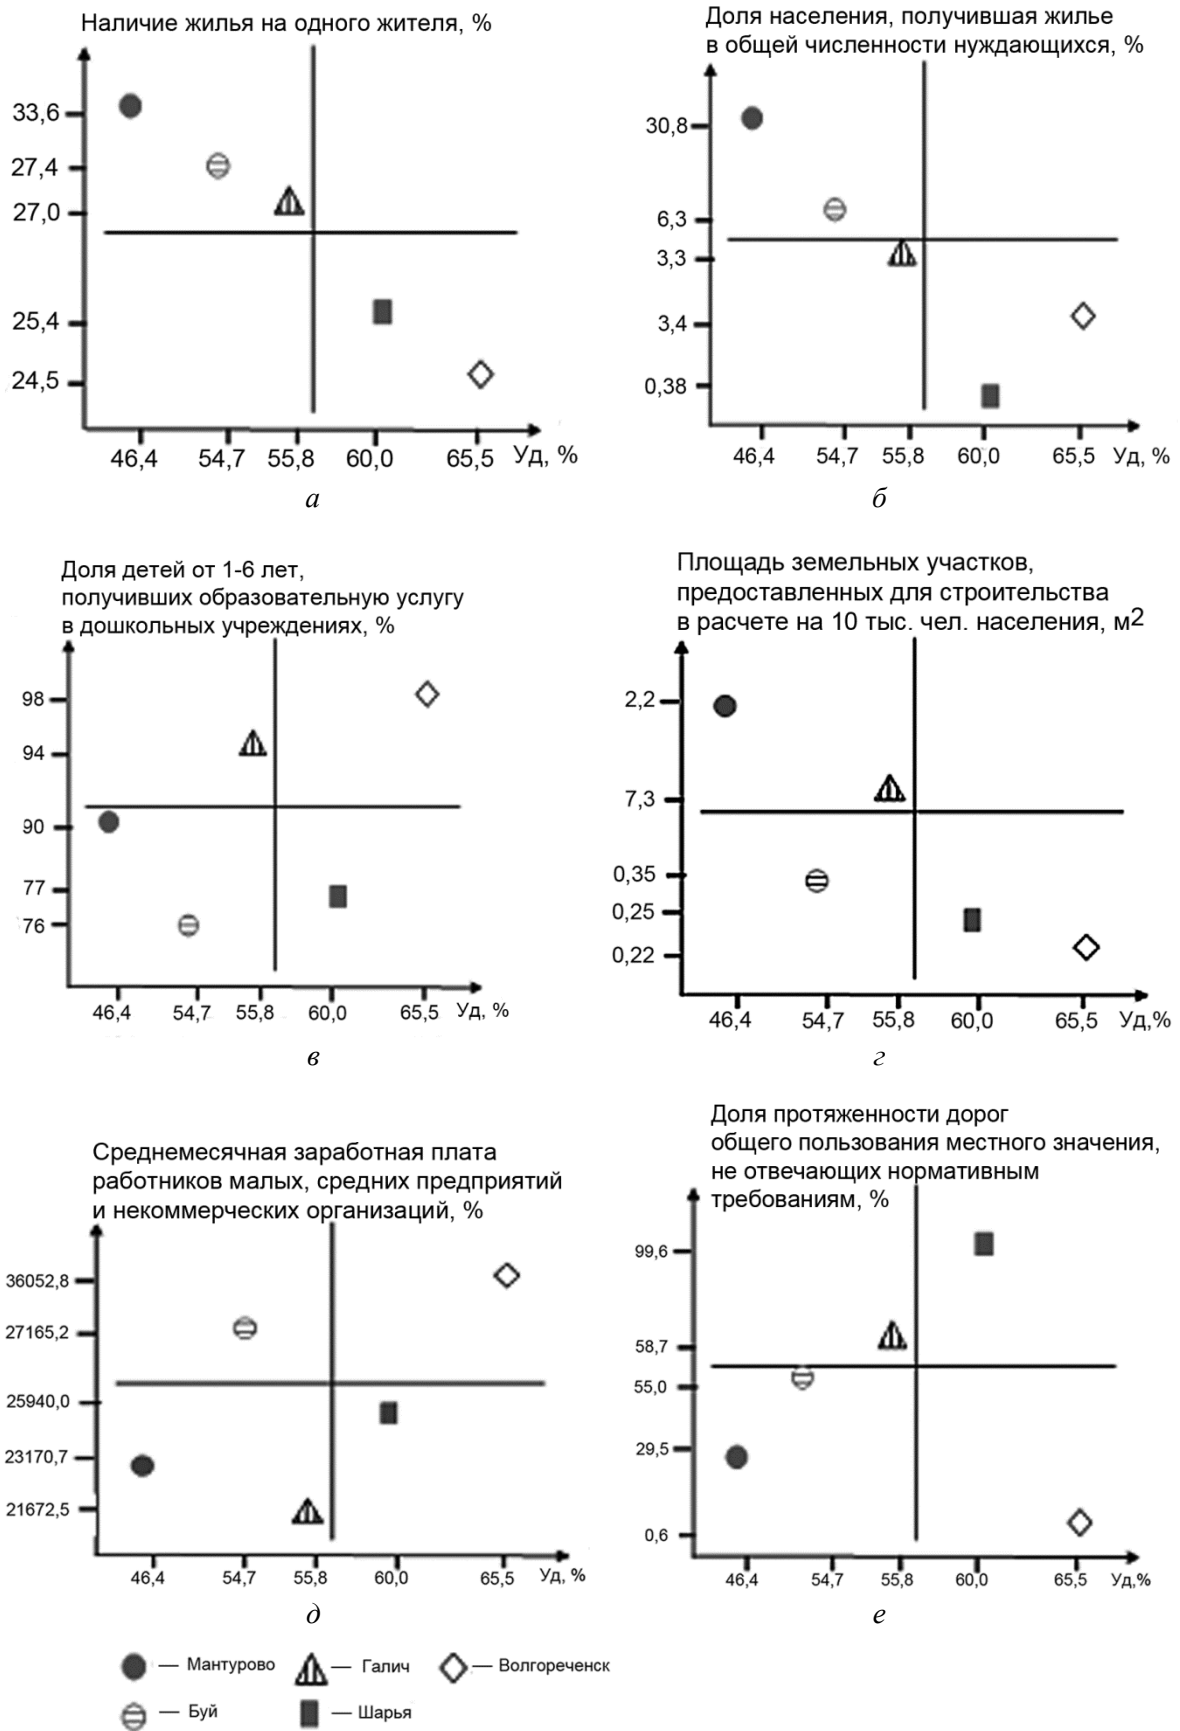 Наличие жилья на одного жителя, %
33,6
27,4
27,0
25,4
24,5
46,4 54,7 55,8 60,0 65,5 Уд, %
а
Доля населения, получившая жилье
в общей численности нуждающихся, %
30,8
6,3
3,3
3,4
0,38
46,4 54,7 55,8 60,0 65,5 Уд, %
б
Доля детей от 1-6 лет,
получивших образовательную услугу
в дошкольных учреждениях, %
98
94
90
77
76
46,4 54,7 55,8 60,0 65,5 Уд, %
в
Площадь земельных участков,
предоставленных для строительства
в расчете на 10 тыс. чел. населения, м2
2,2
7,3
0,35
0,25
0,22
46,4 54,7 55,8 60,0 65,5 Уд,%
г
Среднемесячная заработная плата
работников малых, средних предприятий
и некоммерческих организаций, %
36052,8
27165,2
25940,0
23170,7
21672,5
46,4 54,7 55,8 60,0 65,5 Уд, %
д
Доля протяженности дорог
общего пользования местного значения,
не отвечающих нормативным
требованиям, %
99,6
58,7
55,0
29,5
0,6
46,4 54,7 55,8 60,0 65,5 Уд,%
е
— Мантурово — Галич — Волгореченск
— Буй — Шарья